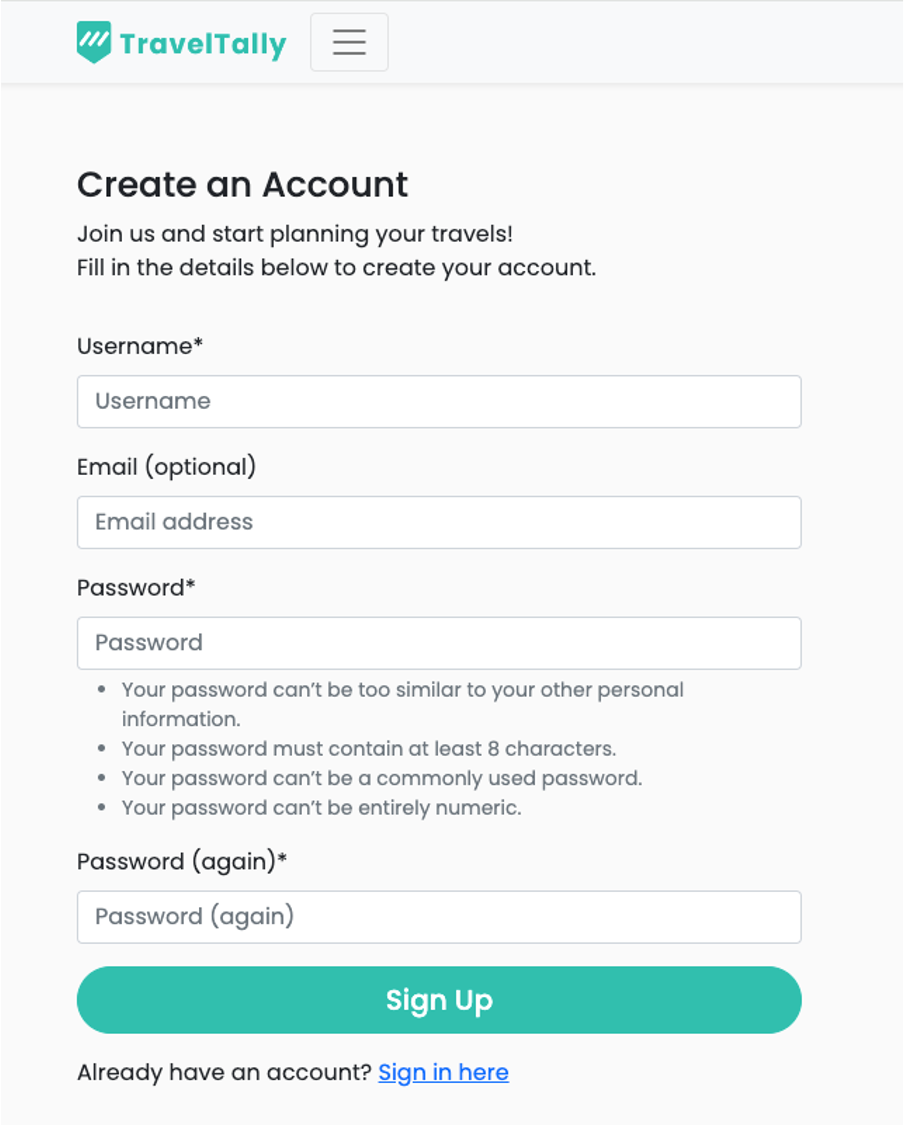 TravelTally
Create an Account
Join us and start planning your travels!
Fill in the details below to create your account.
Username*
Username
Email (optional)
Email address
Password*
Password
• Your password can’t be too similar to your other personal
information.
• Your password must contain at least 8 characters.
• Your password can’t be a commonly used password.
• Your password can’t be entirely numeric.
Password (again)*
Password (again)
Sign Up
Already have an account? Sign in here